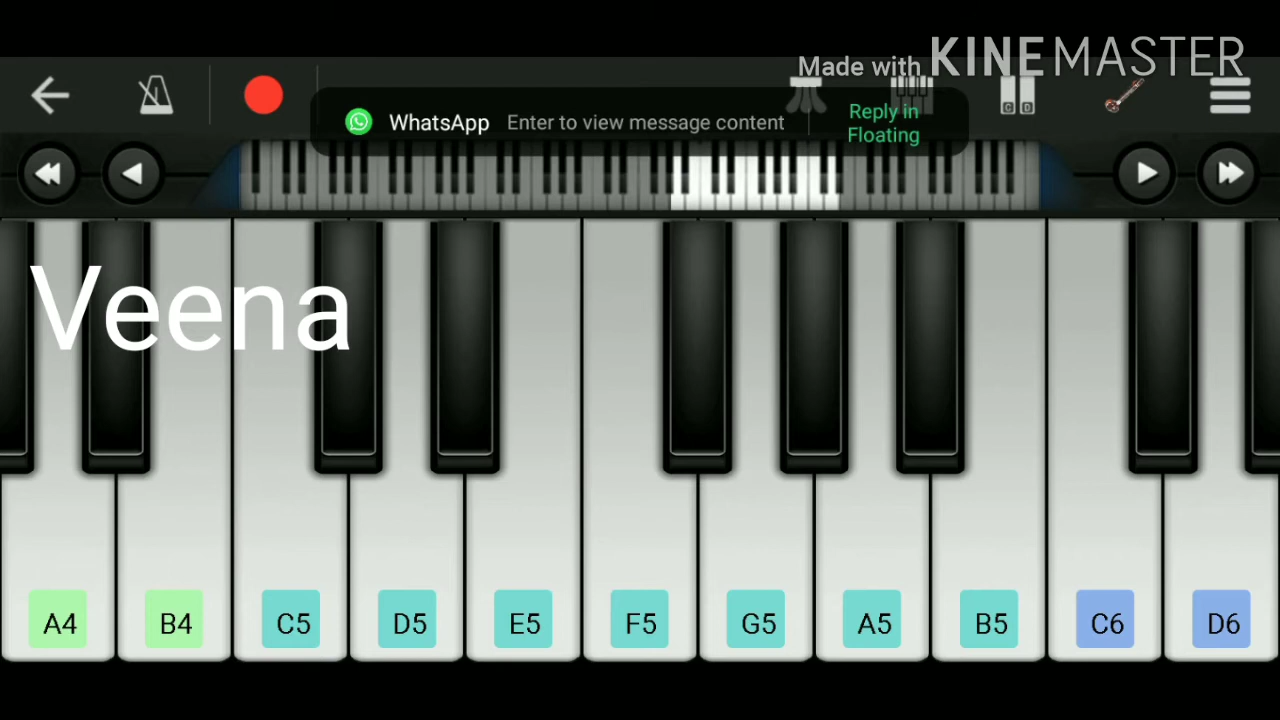 Made with KINEMASTER
WhatsApp Enter to view message content Reply in
Floating
C D
Veena
A4 B4 C5 D5 E5 F5 G5 A5 B5 C6 D6